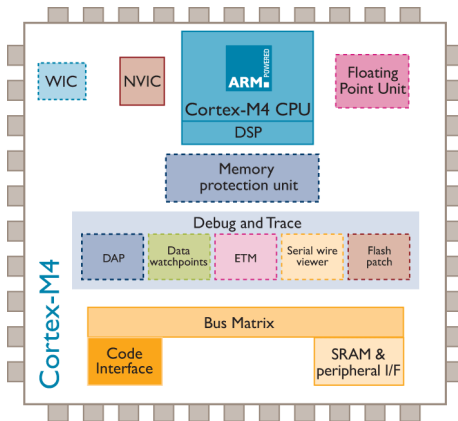 WIC
NVIC
ARM
POWERED
Cortex-M4 CPU
DSP
Floating
Point Unit
Memory
protection unit
Debug and Trace
DAP
Data
watchpoints
ETM
Serial wire
viewer
Flash
patch
Cortex-M4
Bus Matrix
Code
Interface
SRAM &
peripheral I/F